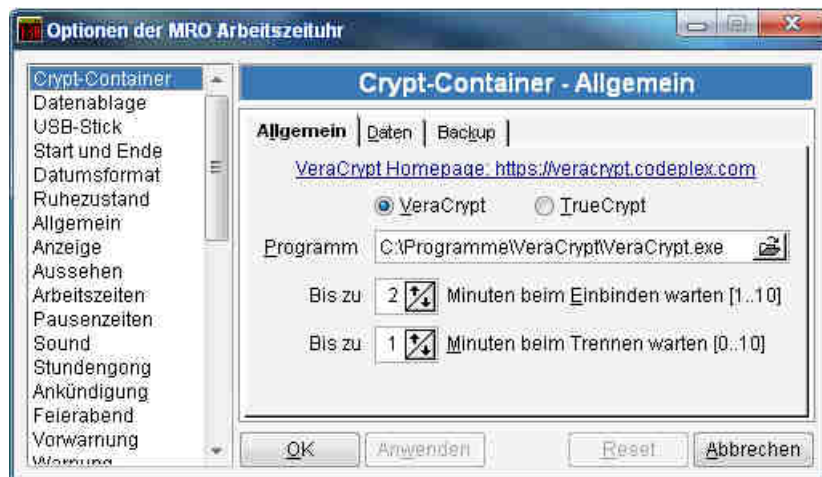 Optionen der MRO Arbeitszeituhr
Crypt-Container
Datenablage
USB-Stick
Start und Ende
Datumsformat
Ruhezustand
Allgemein
Anzeige
Aussehen
Arbeitszeiten
Pausenzeiten
Sound
Stundengong
Ankündigung
Feierabend
Vorwarnung
Warnung
Crypt-Container - Allgemein
Allgemein Daten Backup
VeraCrypt Homepage: https://veracrypt.codeplex.com
VeraCrypt TrueCrypt
Programm C:\Programme\VeraCrypt\VeraCrypt.exe
Bis zu 2 Minuten beim Einbinden warten [1..10]
Bis zu 1 Minuten beim Trennen warten [0..10]
OK Anwenden Reset Abbrechen